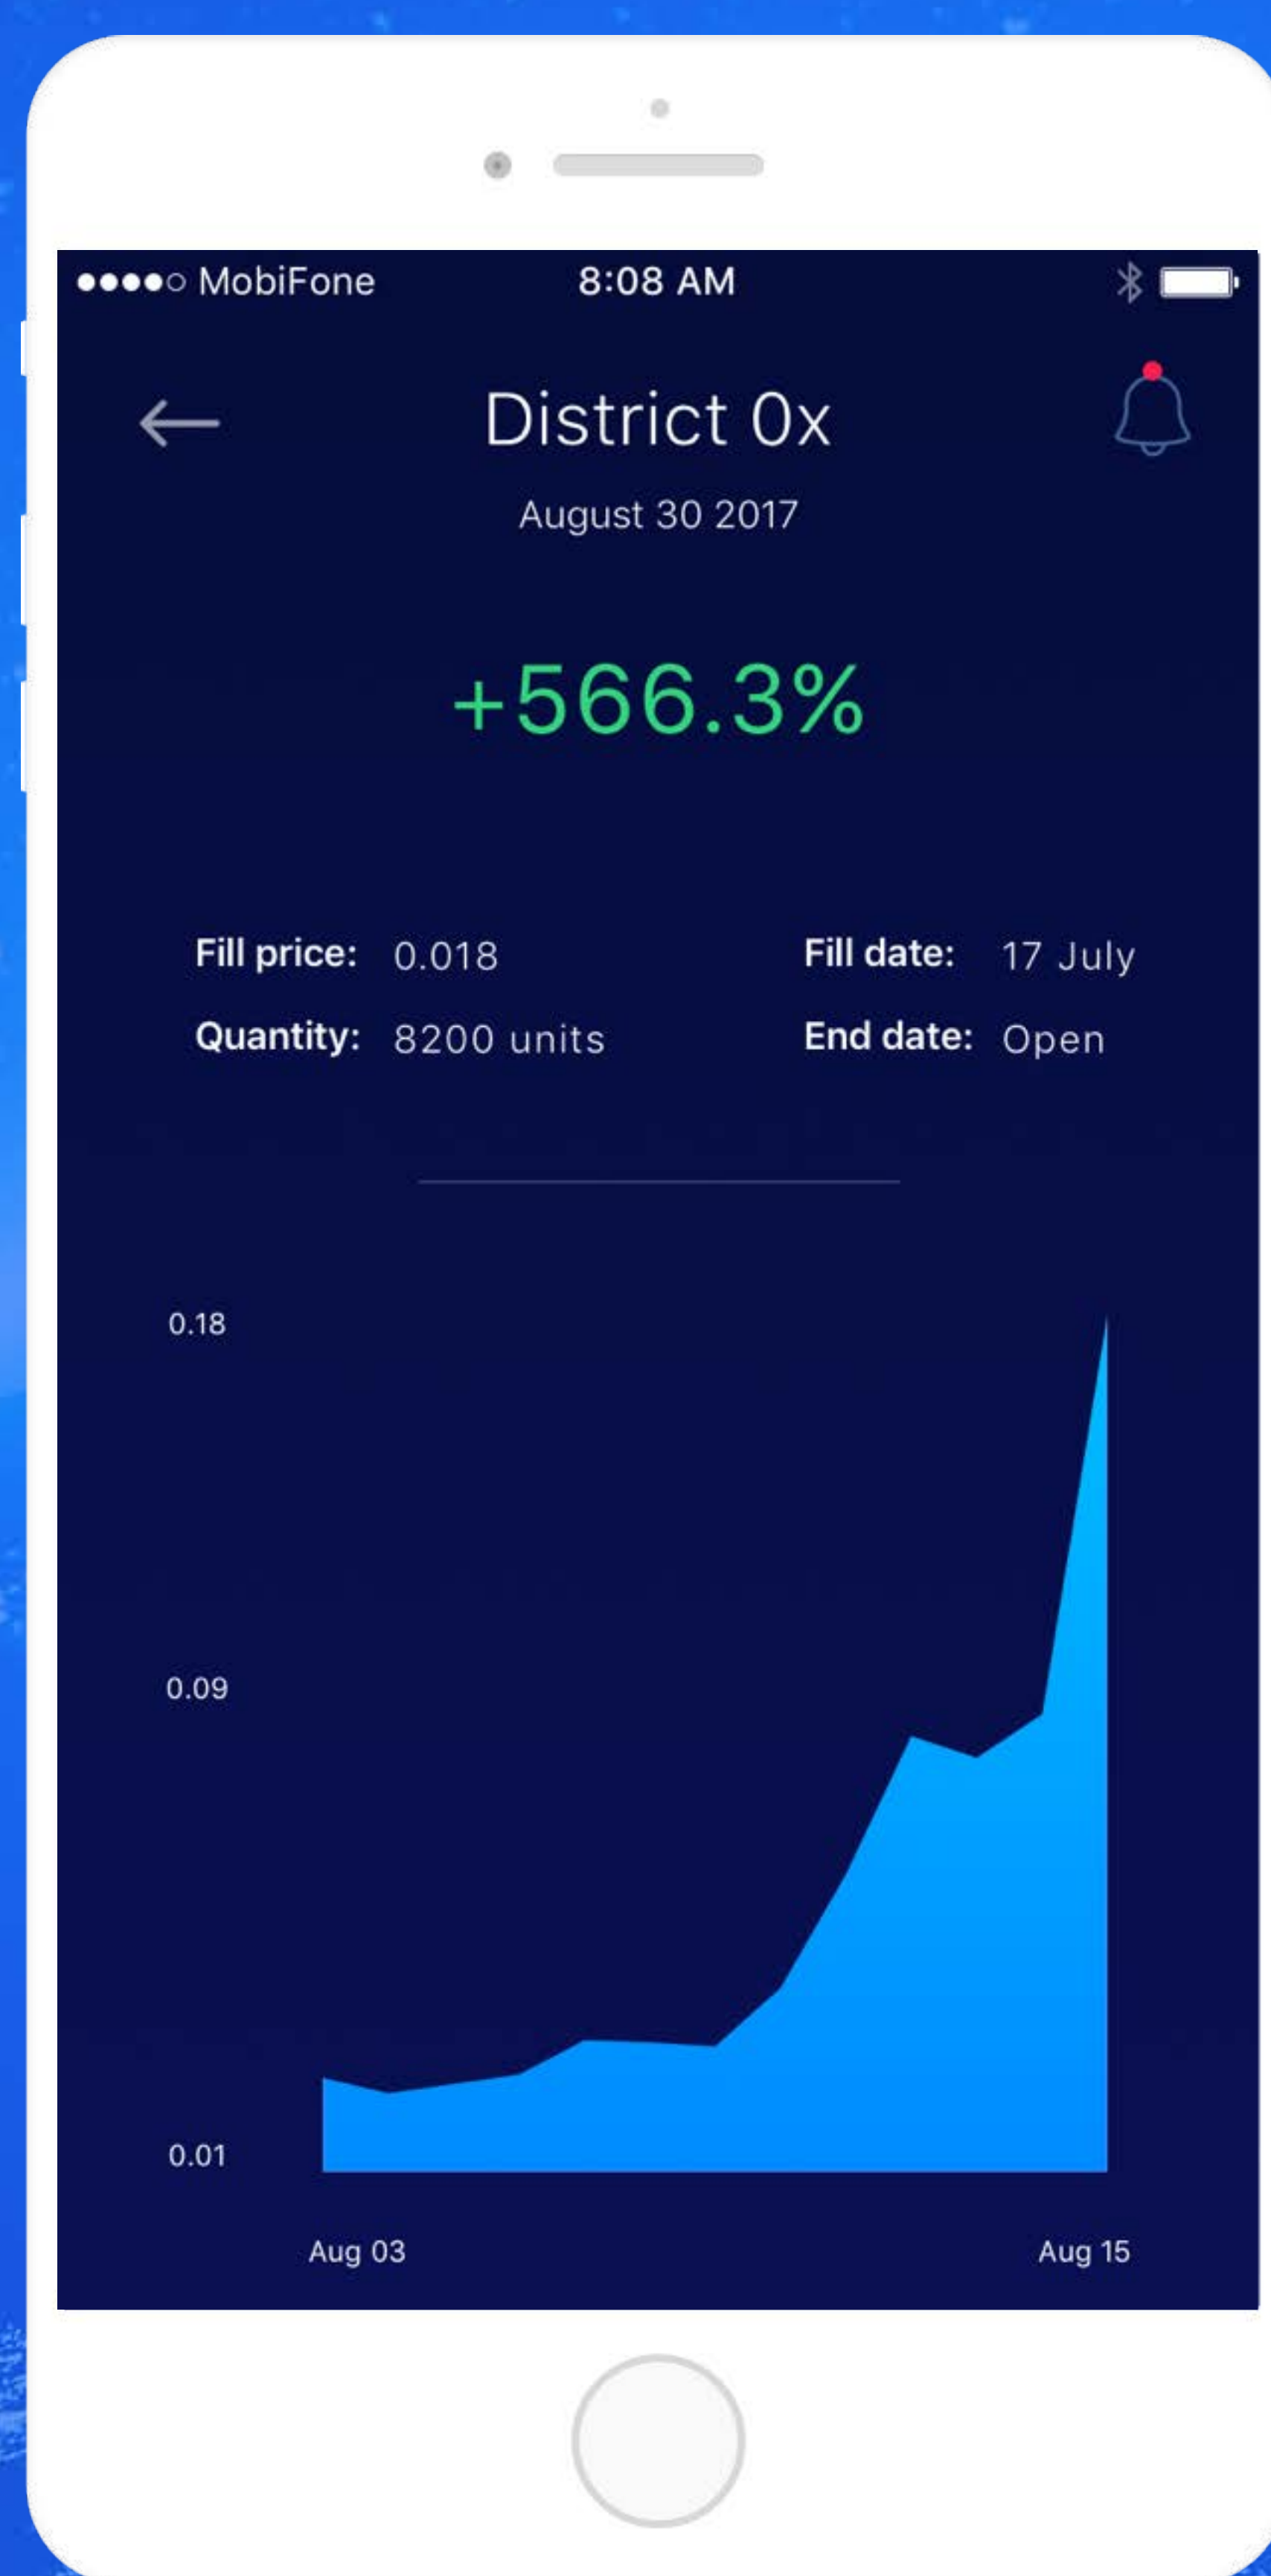 MobiFone 8:08 AM
District 0x
August 30 2017
+566.3%
Fill price: 0.018 Fill date: 17 July
Quantity: 8200 units End date: Open
0.18
0.09
0.01
Aug 03 Aug 15